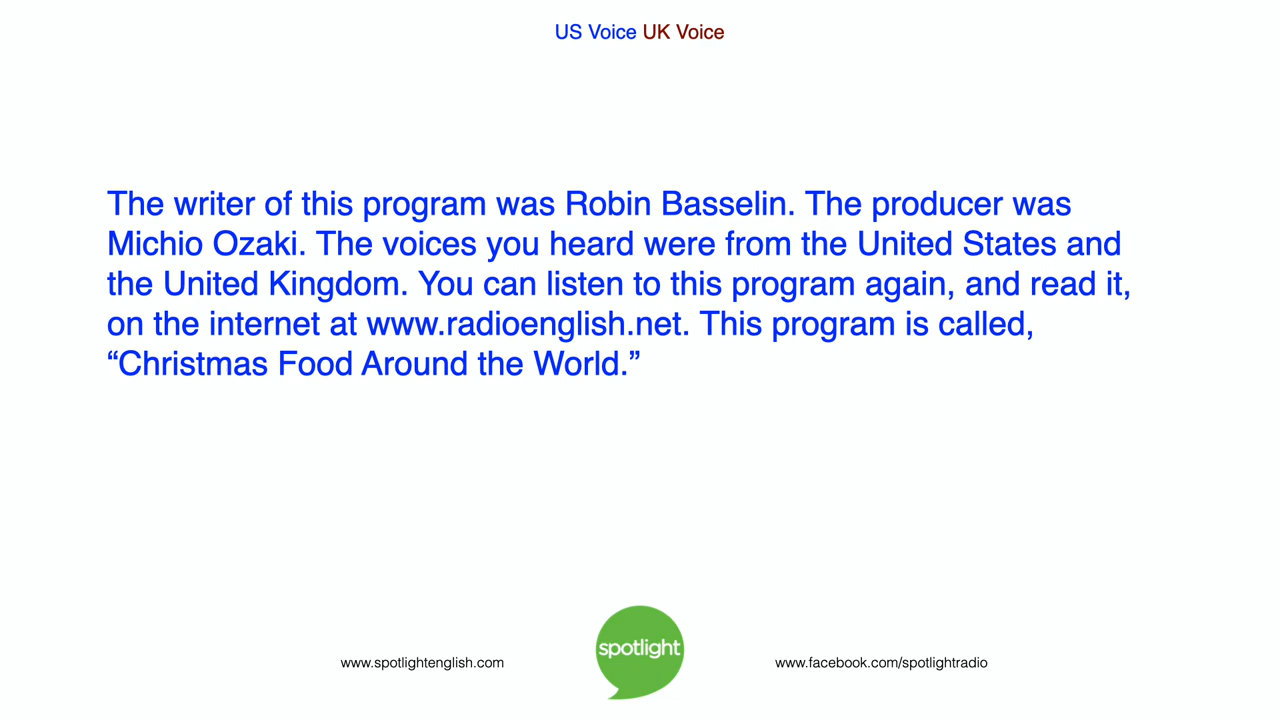 US Voice UK Voice
The writer of this program was Robin Basselin. The producer was
Michio Ozaki. The voices you heard were from the United States and
the United Kingdom. You can listen to this program again, and read it,
on the internet at www.radioenglish.net. This program is called,
“Christmas Food Around the World.”
spotlight
www.spotlightenglish.com
www.facebook.com/spotlightradio